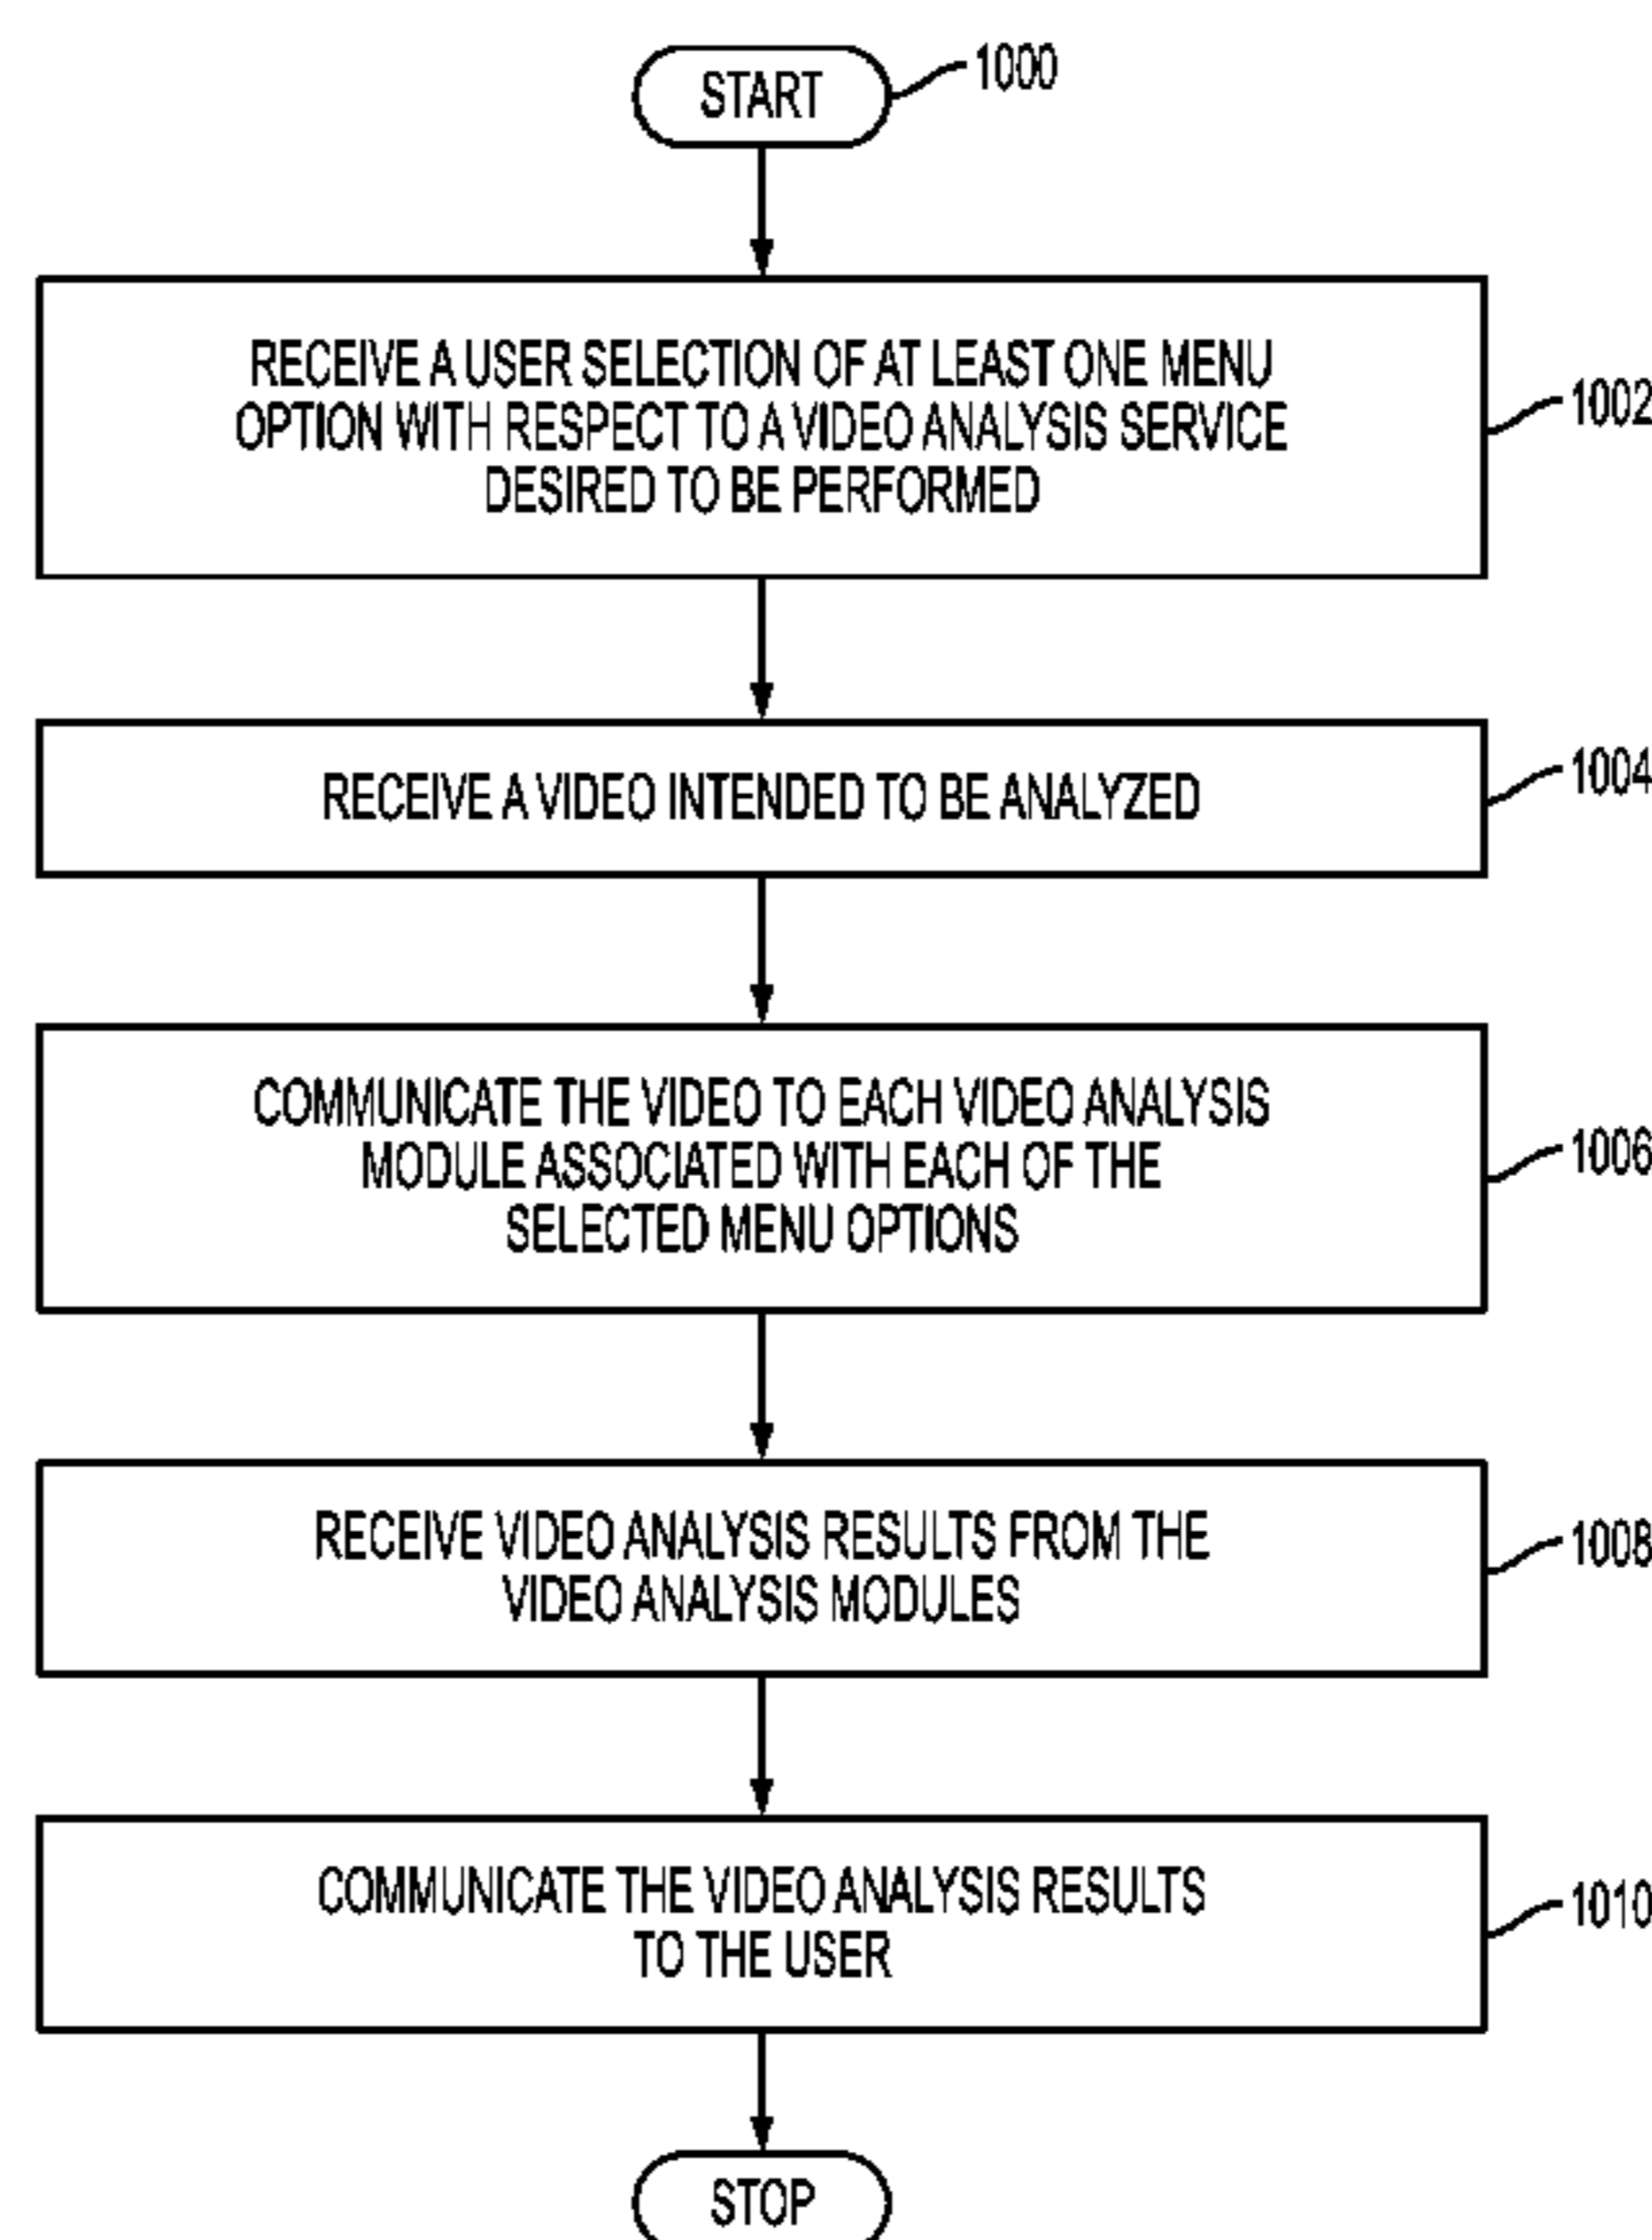 START
1000
RECEIVE A USER SELECTION OF AT LEAST ONE MENU
OPTION WITH RESPECT TO A VIDEO ANALYSIS SERVICE
DESIRED TO BE PERFORMED
1002
RECEIVE A VIDEO INTENDED TO BE ANALYZED
1004
COMMUNICATE THE VIDEO TO EACH VIDEO ANALYSIS
MODULE ASSOCIATED WITH EACH OF THE
SELECTED MENU OPTIONS
1006
RECEIVE VIDEO ANALYSIS RESULTS FROM THE
VIDEO ANALYSIS MODULES
1008
COMMUNICATE THE VIDEO ANALYSIS RESULTS
TO THE USER
1010
STOP